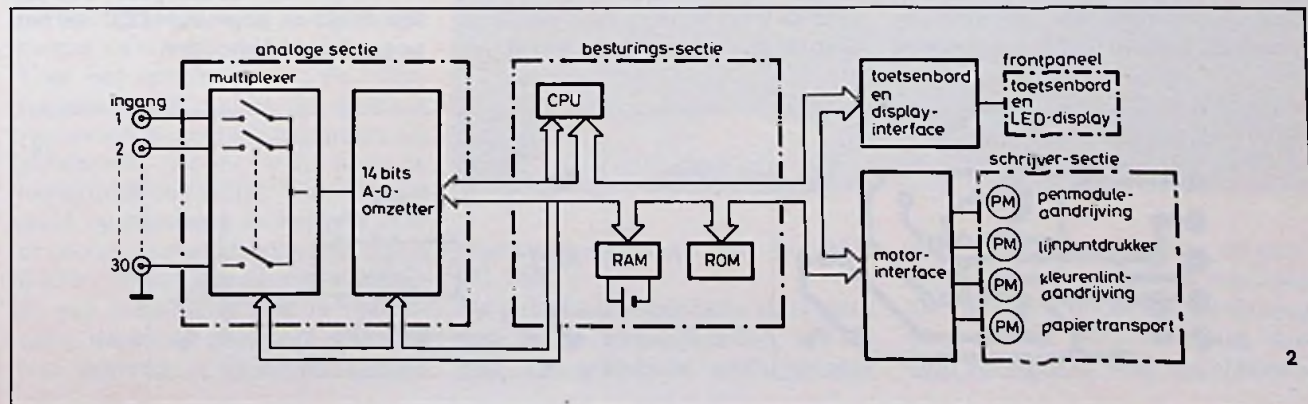 analoge sectie
multiplexer
ingang
1
2
30
14 bits
A-D-
omzetter
besturings-sectie
CPU
RAM
ROM
toetsenbord
en
display-
interface
frontpaneel
toetsenbord
en
LED-display
motor-
interface
schrijver-sectie
PM
penmodule-
aandrijving
PM
lijnpuntdrukker
PM
kleurenlint-
aandrijving
PM
papiertransport
2